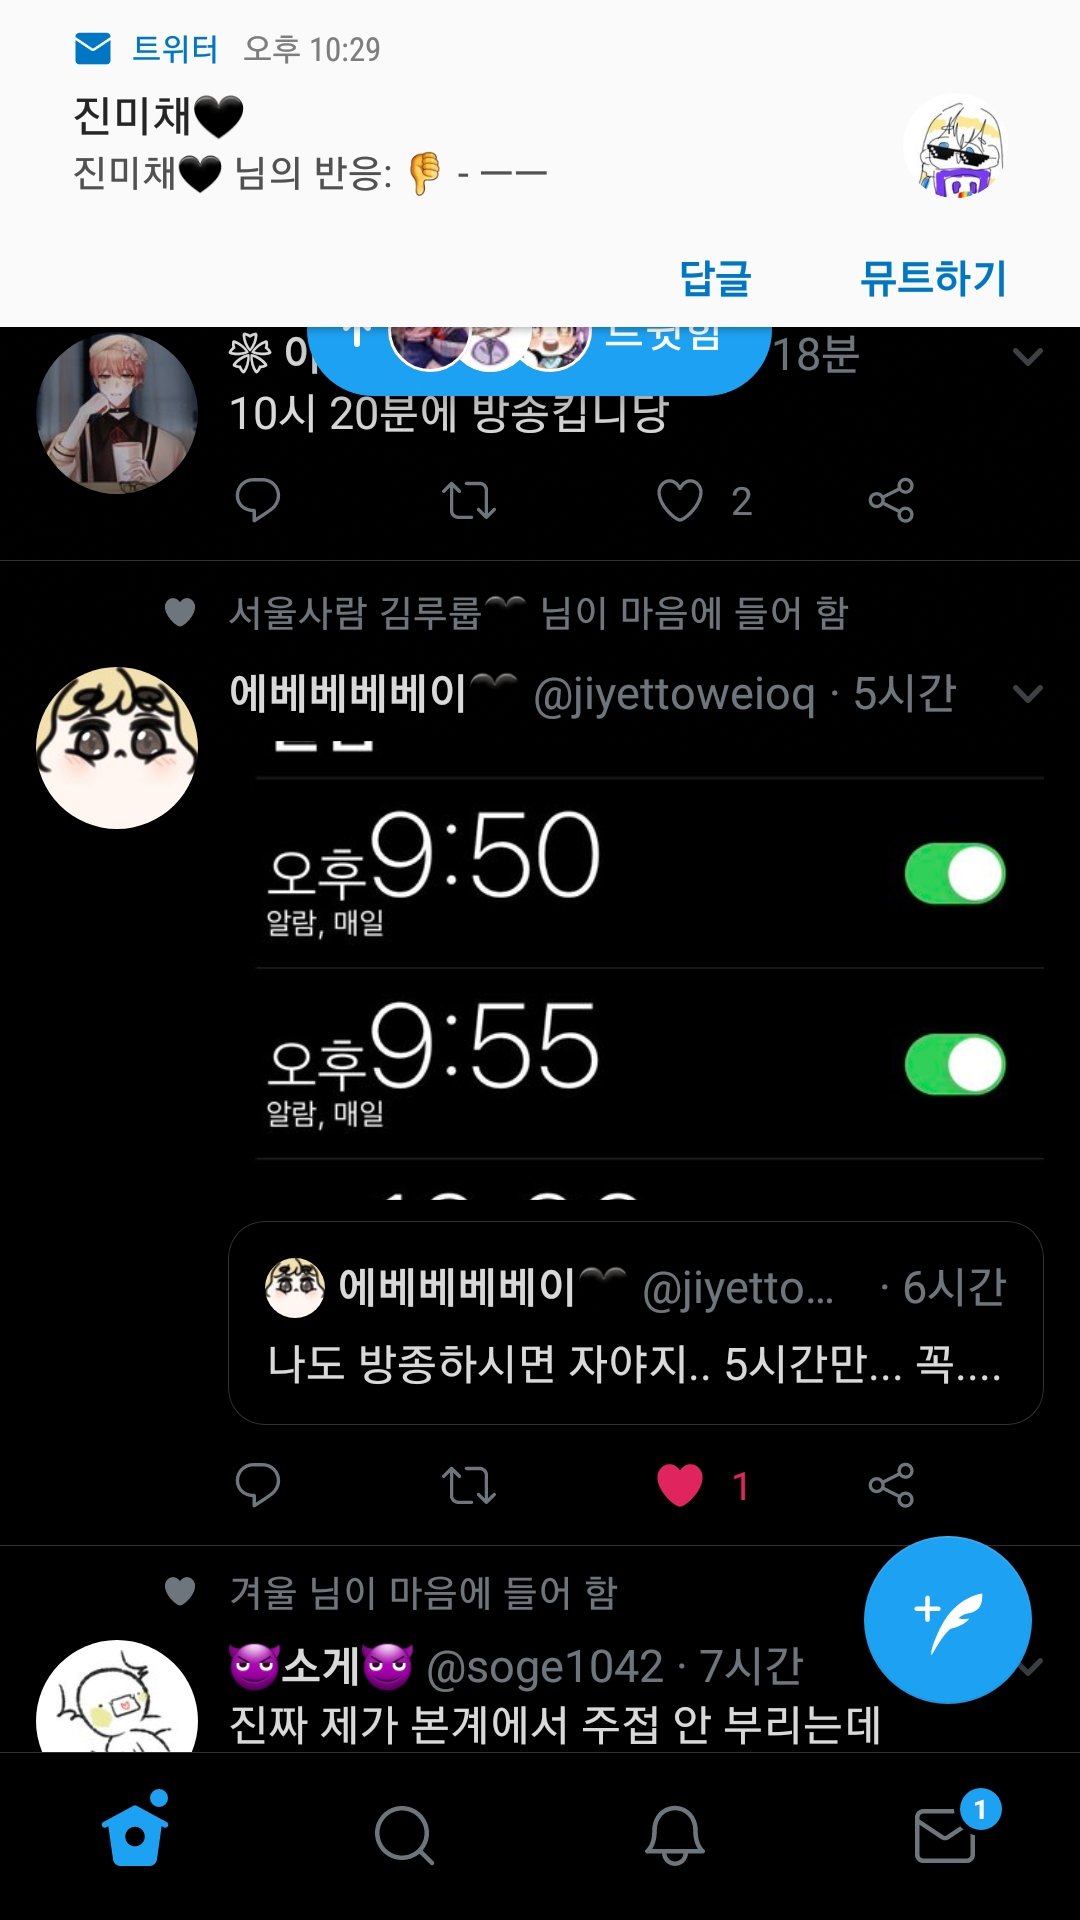 트위터 오후 10:29
진미채🖤
진미채🖤 님의 반응: 👎 - ㅡㅡ
답글 뮤트하기
트윗함
18분
10시 20분에 방송킵니당
2
서울사람 김루룹🖤 님이 마음에 들어 함
에베베베베이🖤 @jiyettoweioq · 5시간
오후9:50
알람, 매일
오후9:55
알람, 매일
에베베베베이🖤 @jiyetto... · 6시간
나도 방종하시면 자야지.. 5시간만... 꼭....
1
겨울 님이 마음에 들어 함
😈소게😈 @soge1042 · 7시간
진짜 제가 본계에서 주접 안 부리는데
1